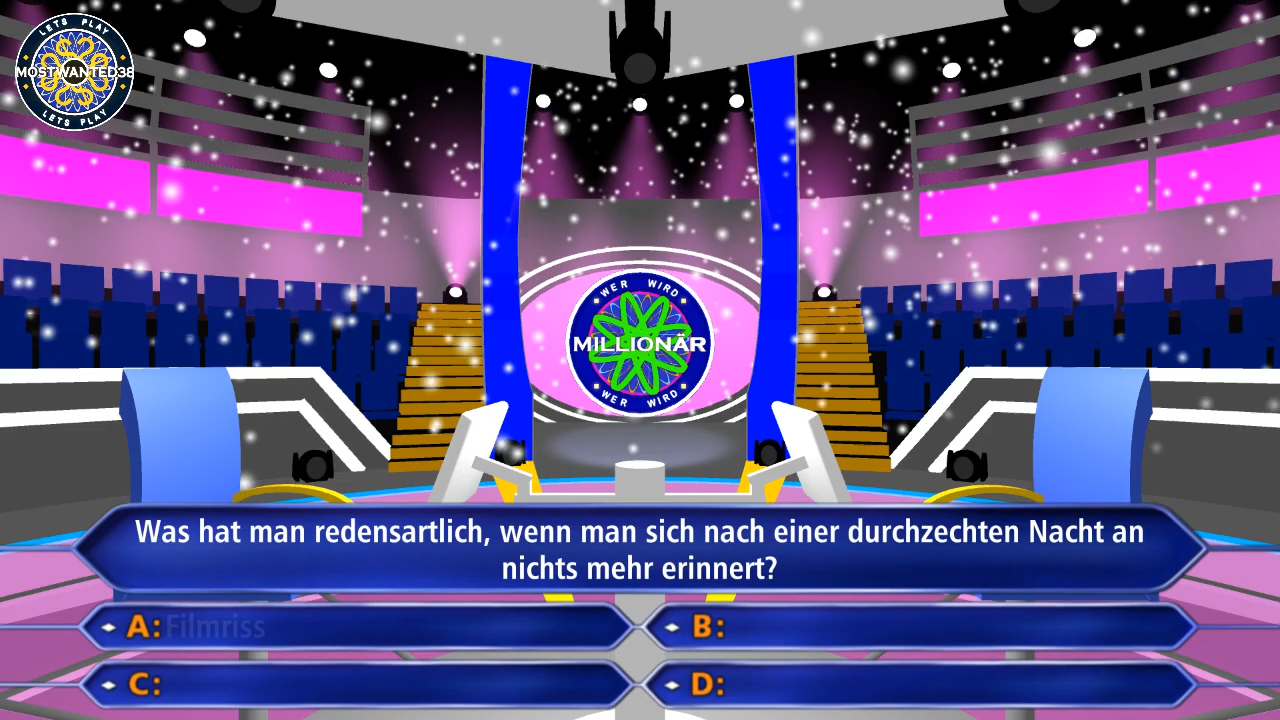 LETS PLAY
MOSTWANTED38
LETS PLAY
WER WIRD
MILLIONÄR
WER WIRD
Was hat man redensartlich, wenn man sich nach einer durchzechten Nacht an
nichts mehr erinnert?
A: Filmriss
B:
C:
D: